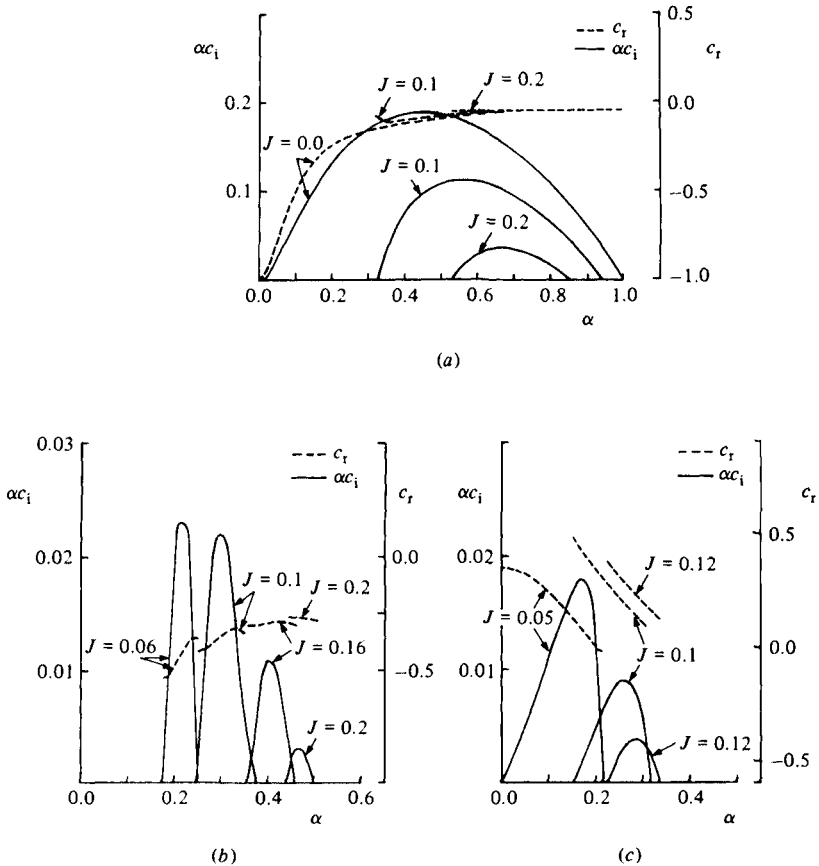 αc_i
0.5
c_r
αc_i
c_r
J = 0.1
J = 0.2
0.2
0.0
J = 0.0
J = 0.1
0.1
−0.5
J = 0.2
−1.0
0.0 0.2 0.4 0.6 0.8 1.0
α
(a)
0.03
c_r
αc_i
αc_i
c_r
0.02
0.0
J = 0.1
J = 0.2
J = 0.06
J = 0.16
0.01
−0.5
J = 0.2
0.0 0.2 0.4 0.6
α
(b)
c_r
αc_i
αc_i
c_r
0.5
0.02
J = 0.12
J = 0.05
0.0
J = 0.1
0.01
J = 0.12
−0.5
0.0 0.2 0.4
α
(c)